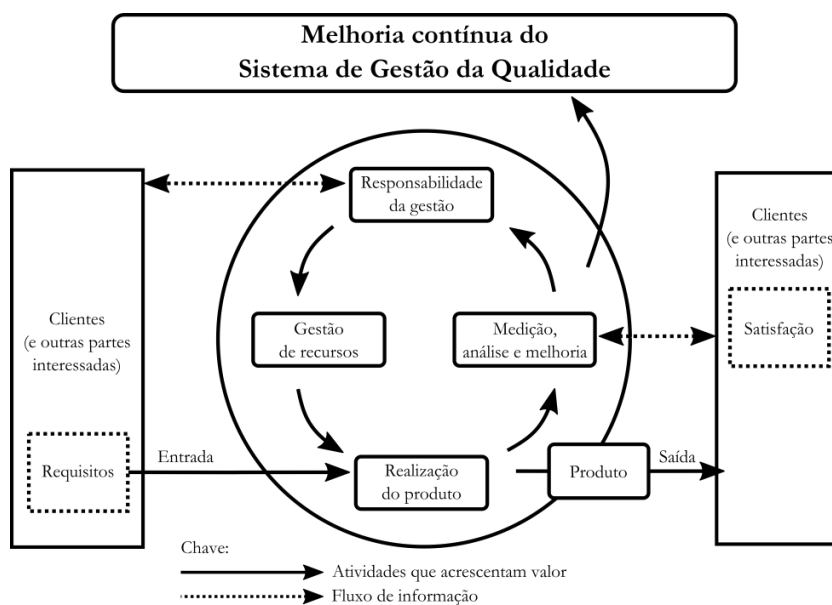 Melhoria contínua do
Sistema de Gestão da Qualidade
Responsabilidade
da gestão
Clientes
(e outras partes
interessadas)
Clientes
(e outras partes
interessadas)
Gestão
de recursos
Medição,
análise e melhoria
Satisfação
Requisitos
Entrada
Realização
do produto
Produto
Saída
Chave:
Atividades que acrescentam valor
Fluxo de informação